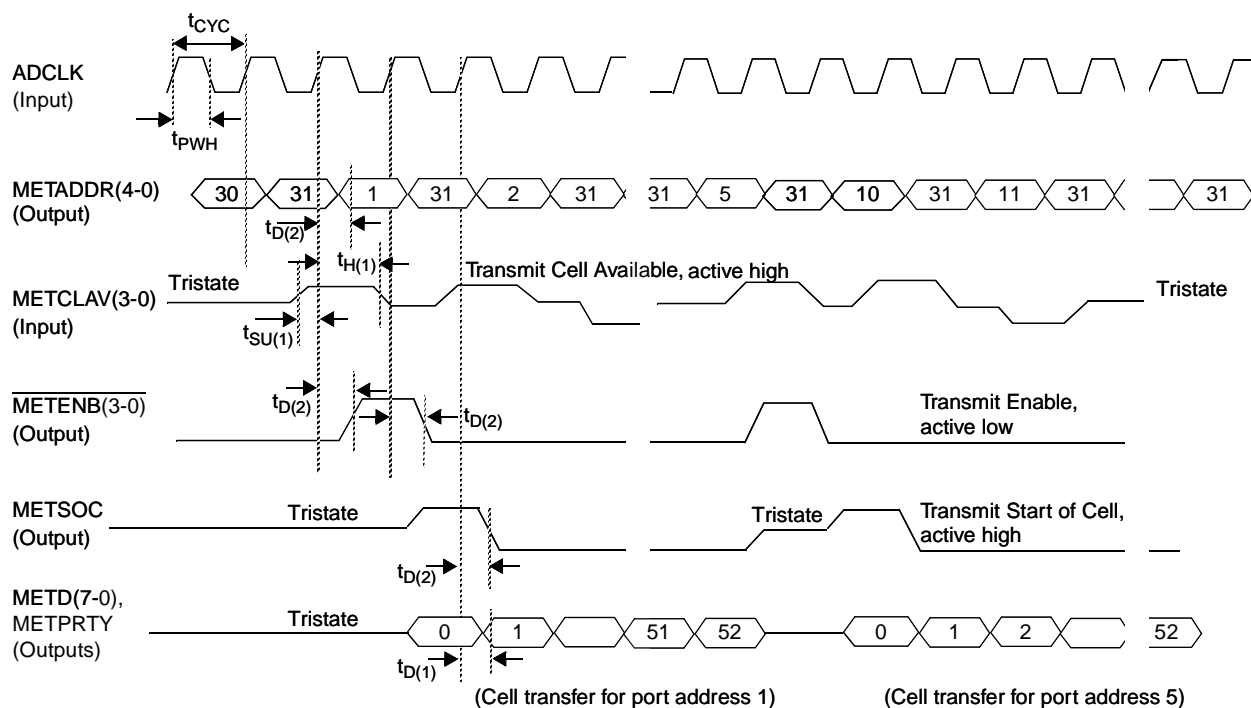 tCYC
ADCLK
(Input)
tPWH
METADDR(4-0)
(Output)
30 31 1 31 2 31 31 5 31 10 31 11 31 31
tD(2)
tH(1)
Transmit Cell Available, active high
Tristate
METCLAV(3-0)
(Input)
Tristate
tSU(1)
tD(2)
METENB(3-0)
(Output)
tD(2)
Transmit Enable,
active low
METSOC
(Output)
Tristate
Tristate
Transmit Start of Cell,
active high
tD(2)
METD(7-0),
METPRTY
(Outputs)
Tristate
0 1 51 52 0 1 2 52
tD(1)
(Cell transfer for port address 1) (Cell transfer for port address 5)